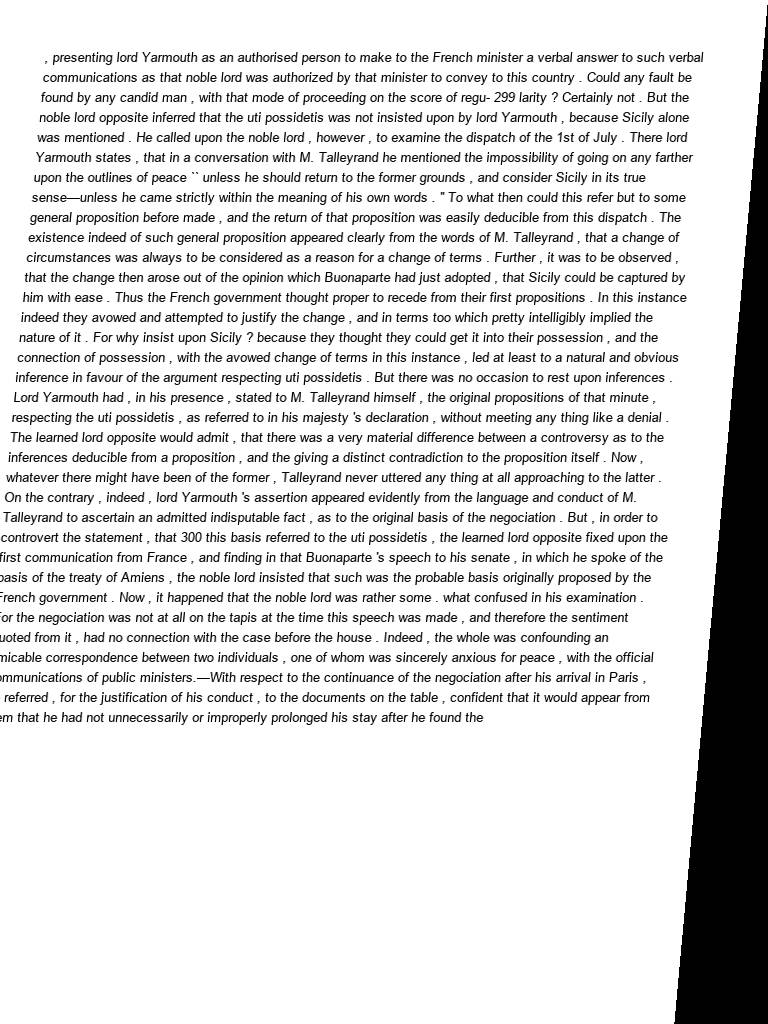 , presenting lord Yarmouth as an authorised person to make to the French minister a verbal answer to such verbal
communications as that noble lord was authorized by that minister to convey to this country . Could any fault be
found by any candid man , with that mode of proceeding on the score of regu- 299 larity ? Certainly not . But the
noble lord opposite inferred that the uti possidetis was not insisted upon by lord Yarmouth , because Sicily alone
was mentioned . He called upon the noble lord , however , to examine the dispatch of the 1st of July . There lord
Yarmouth states , that in a conversation with M. Talleyrand he mentioned the impossibility of going on any farther
upon the outlines of peace `` unless he should return to the former grounds , and consider Sicily in its true
sense—unless he came strictly within the meaning of his own words . " To what then could this refer but to some
general proposition before made , and the return of that proposition was easily deducible from this dispatch . The
existence indeed of such general proposition appeared clearly from the words of M. Talleyrand , that a change of
circumstances was always to be considered as a reason for a change of terms . Further , it was to be observed ,
that the change then arose out of the opinion which Buonaparte had just adopted , that Sicily could be captured by
him with ease . Thus the French government thought proper to recede from their first propositions . In this instance
indeed they avowed and attempted to justify the change , and in terms too which pretty intelligibly implied the
nature of it . For why insist upon Sicily ? because they thought they could get it into their possession , and the
connection of possession , with the avowed change of terms in this instance , led at least to a natural and obvious
inference in favour of the argument respecting uti possidetis . But there was no occasion to rest upon inferences .
Lord Yarmouth had , in his presence , stated to M. Talleyrand himself , the original propositions of that minute ,
respecting the uti possidetis , as referred to in his majesty 's declaration , without meeting any thing like a denial .
The learned lord opposite would admit , that there was a very material difference between a controversy as to the
inferences deducible from a proposition , and the giving a distinct contradiction to the proposition itself . Now ,
whatever there might have been of the former , Talleyrand never uttered any thing at all approaching to the latter .
On the contrary , indeed , lord Yarmouth 's assertion appeared evidently from the language and conduct of M.
Talleyrand to ascertain an admitted indisputable fact , as to the original basis of the negociation . But , in order to
controvert the statement , that 300 this basis referred to the uti possidetis , the learned lord opposite fixed upon the
first communication from France , and finding in that Buonaparte 's speech to his senate , in which he spoke of the
basis of the treaty of Amiens , the noble lord insisted that such was the probable basis originally proposed by the
French government . Now , it happened that the noble lord was rather some . what confused in his examination .
For the negociation was not at all on the tapis at the time this speech was made , and therefore the sentiment
uoted from it , had no connection with the case before the house . Indeed , the whole was confounding an
micable correspondence between two individuals , one of whom was sincerely anxious for peace , with the official
ommunications of public ministers.—With respect to the continuance of the negociation after his arrival in Paris ,
referred , for the justification of his conduct , to the documents on the table , confident that it would appear from
em that he had not unnecessarily or improperly prolonged his stay after he found the